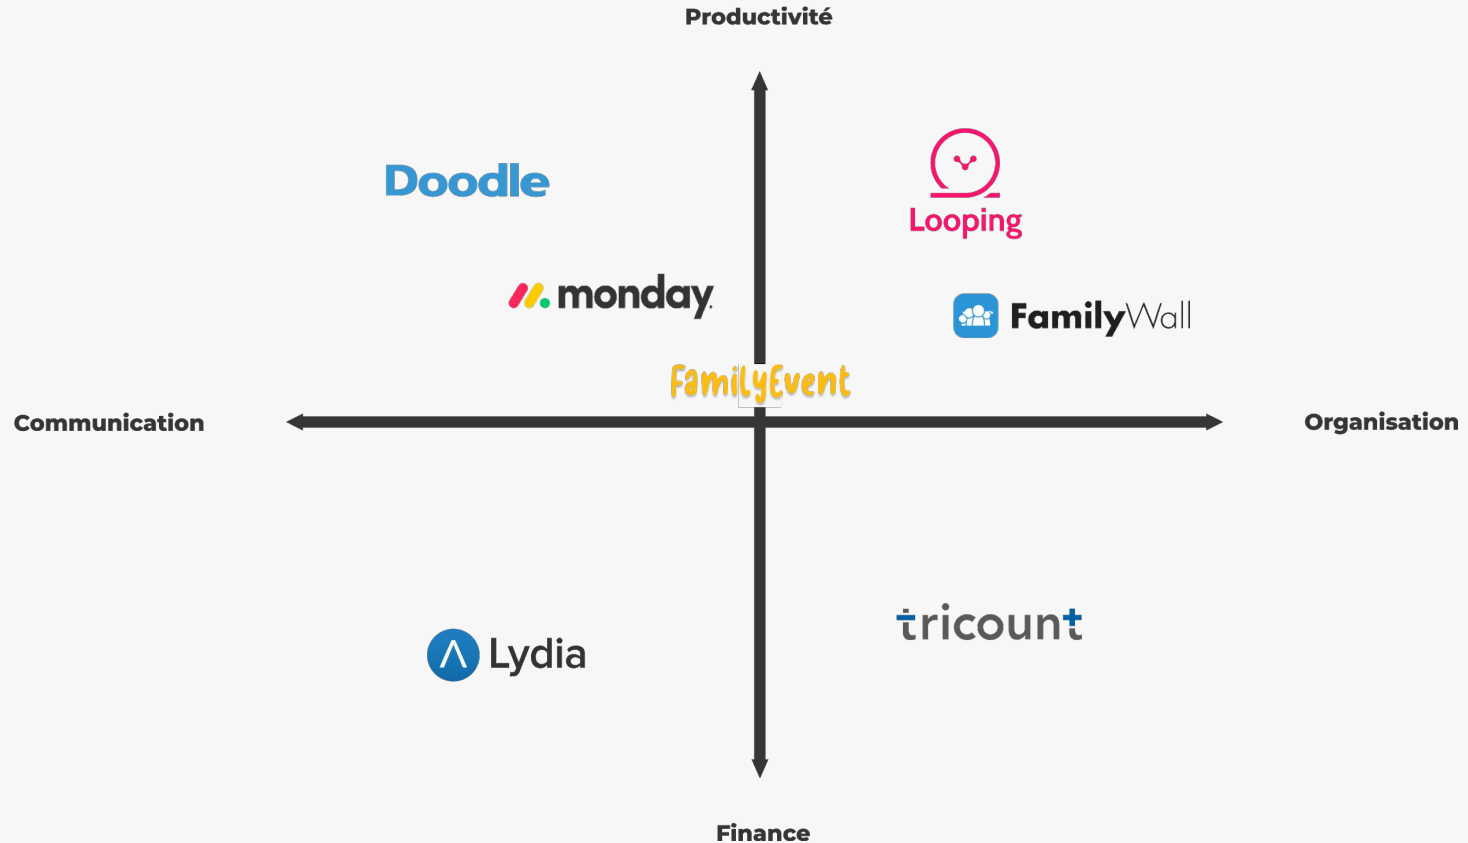 Productivité
Doodle
Looping
monday.
FamilyWall
FamilyEvent
Communication
Organisation
tricount
Lydia
Finance